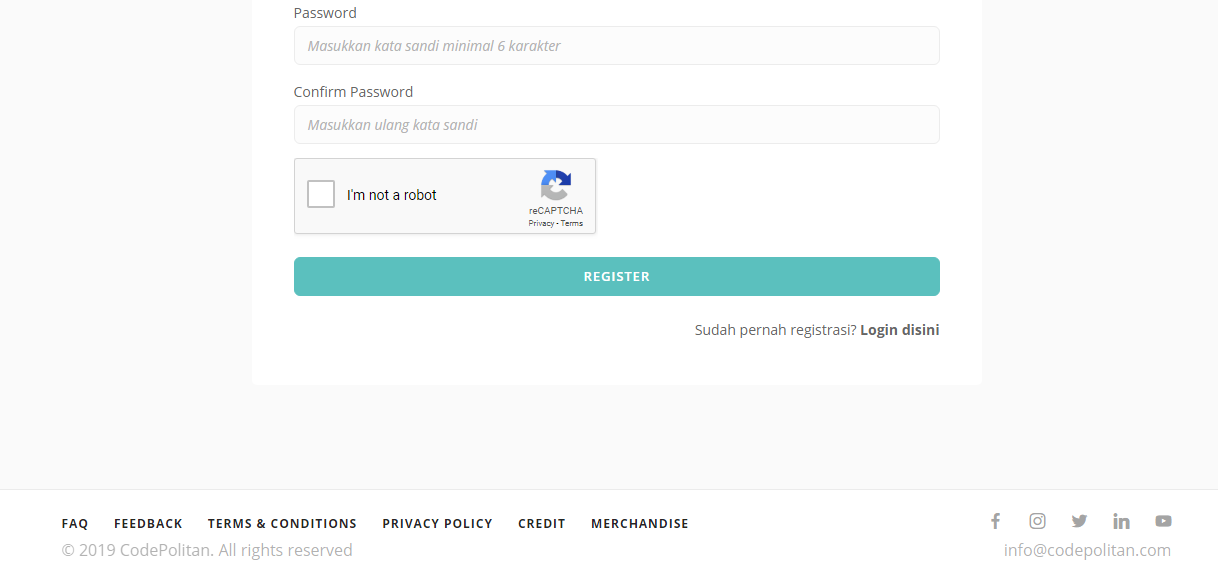 Password
Masukkan kata sandi minimal 6 karakter
Confirm Password
Masukkan ulang kata sandi
I'm not a robot
reCAPTCHA
Privacy - Terms
REGISTER
Sudah pernah registrasi? Login disini
FAQ FEEDBACK TERMS & CONDITIONS PRIVACY POLICY CREDIT MERCHANDISE
© 2019 CodePolitan. All rights reserved
info@codepolitan.com